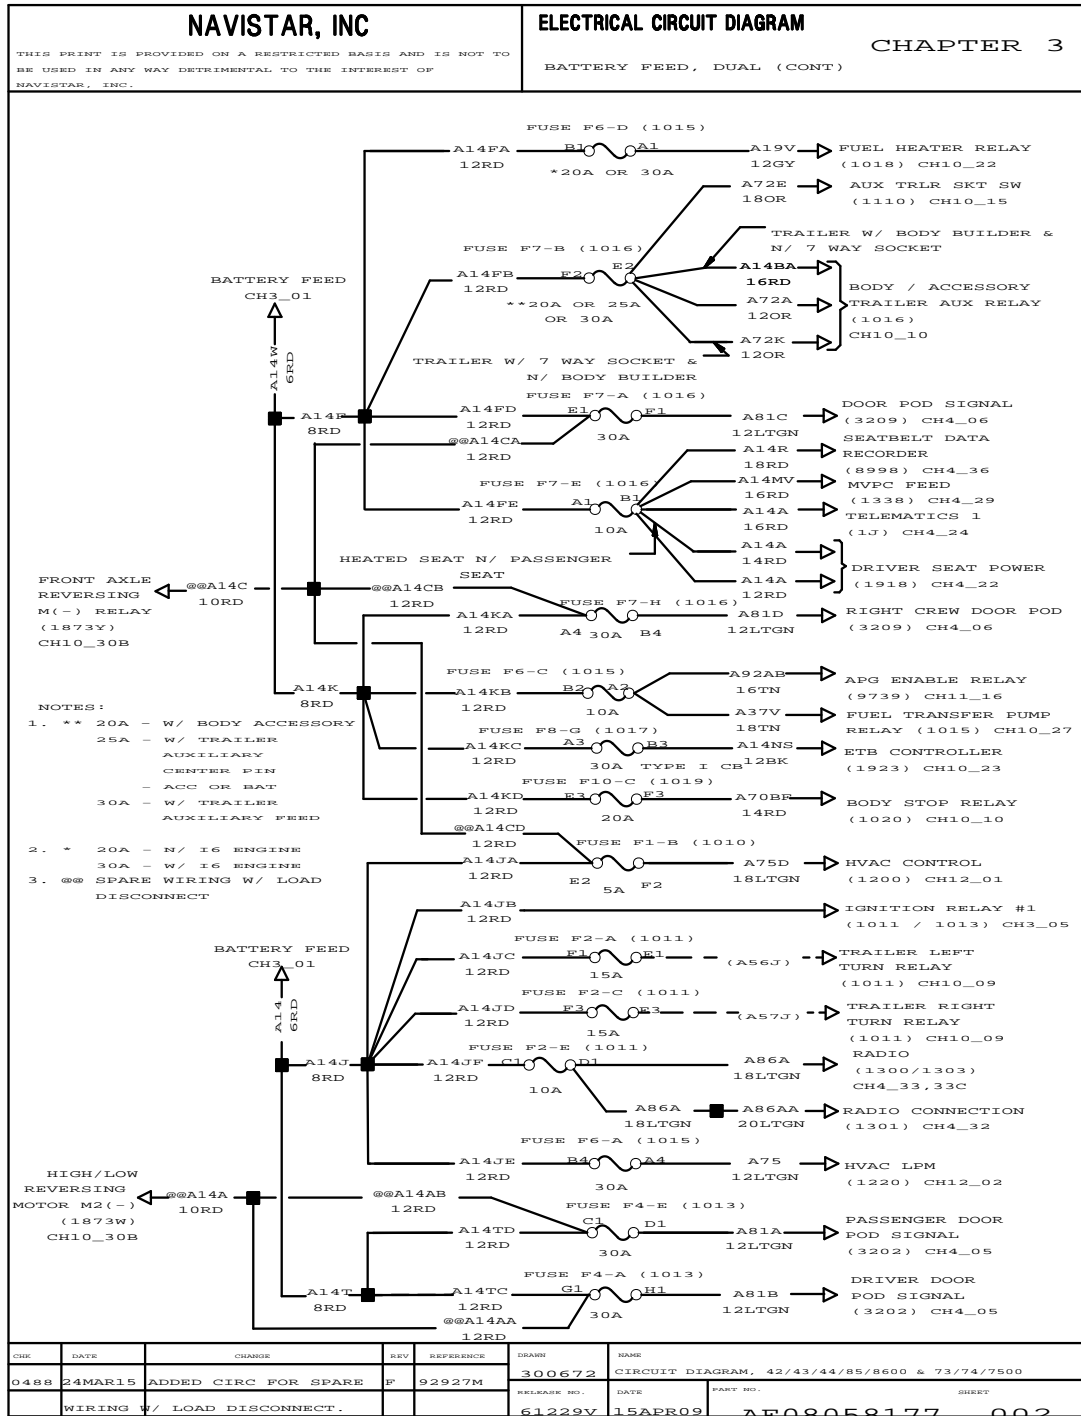 NAVISTAR, INC
THIS PRINT IS PROVIDED ON A RESTRICTED BASIS AND IS NOT TO
BE USED IN ANY WAY DETRIMENTAL TO THE INTEREST OF
NAVISTAR, INC.
ELECTRICAL CIRCUIT DIAGRAM
CHAPTER 3
BATTERY FEED, DUAL (CONT)
FUSE F6-D (1015)
A14FA B1 A1 A19V FUEL HEATER RELAY
12RD *20A OR 30A 12GY (1018) CH10_22
A72E AUX TRLR SKT SW
18OR (1110) CH10_15
TRAILER W/ BODY BUILDER &
N/ 7 WAY SOCKET
FUSE F7-B (1016)
A14FB F2 E2 A14BA
12RD 16RD
BODY / ACCESSORY
**20A OR 25A A72A TRAILER AUX RELAY
OR 30A 12OR (1016)
CH10_10
A72K
12OR
BATTERY FEED
CH3_01
A14W
6RD
TRAILER W/ 7 WAY SOCKET &
N/ BODY BUILDER
FUSE F7-A (1016)
A14F
8RD
A14FD E1 F1 A81C DOOR POD SIGNAL
12RD 30A 12LTGN (3209) CH4_06
@@A14CA
12RD
A14R SEATBELT DATA
18RD RECORDER
(8998) CH4_36
FUSE F7-E (1016)
A14MV MVPC FEED
16RD (1338) CH4_29
A14FE A1 B1 A14A TELEMATICS 1
12RD 10A 16RD (1J) CH4_24
HEATED SEAT N/ PASSENGER
SEAT
A14A
14RD
DRIVER SEAT POWER
(1918) CH4_22
A14A
12RD
FRONT AXLE
REVERSING
M(-) RELAY
(1873Y)
CH10_30B
@@A14C
10RD
@@A14CB
12RD
FUSE F7-H (1016)
A14KA A4 30A B4 A81D RIGHT CREW DOOR POD
12RD 12LTGN (3209) CH4_06
FUSE F6-C (1015)
A14K
8RD
A14KB B2 A2 A92AB APG ENABLE RELAY
12RD 10A 16TN (9739) CH11_16
A37V FUEL TRANSFER PUMP
18TN RELAY (1015) CH10_27
FUSE F8-G (1017)
A14KC A3 B3 A14NS ETB CONTROLLER
12RD 30A TYPE I CB 12BK (1923) CH10_23
FUSE F10-C (1019)
A14KD E3 F3 A70BF BODY STOP RELAY
12RD 20A 14RD (1020) CH10_10
NOTES:
1. ** 20A - W/ BODY ACCESSORY
25A - W/ TRAILER
AUXILIARY
CENTER PIN
- ACC OR BAT
30A - W/ TRAILER
AUXILIARY FEED
2. * 20A - N/ I6 ENGINE
30A - W/ I6 ENGINE
3. @@ SPARE WIRING W/ LOAD
DISCONNECT
@@A14CD
12RD
FUSE F1-B (1010)
A14JA E2 5A F2 A75D HVAC CONTROL
12RD 18LTGN (1200) CH12_01
A14JB IGNITION RELAY #1
12RD (1011 / 1013) CH3_05
FUSE F2-A (1011)
A14JC F1 E1 (A56J) TRAILER LEFT
12RD 15A TURN RELAY
(1011) CH10_09
FUSE F2-C (1011)
A14JD F3 E3 (A57J) TRAILER RIGHT
12RD 15A TURN RELAY
(1011) CH10_09
BATTERY FEED
CH3_01
A14
6RD
FUSE F2-E (1011)
A14J
8RD
A14JF C1 D1 A86A RADIO
12RD 10A 18LTGN (1300/1303)
CH4_33,33C
A86A A86AA RADIO CONNECTION
18LTGN 20LTGN (1301) CH4_32
FUSE F6-A (1015)
A14JE B4 A4 A75 HVAC LPM
12RD 30A 12LTGN (1220) CH12_02
HIGH/LOW
REVERSING
MOTOR M2(-)
(1873W)
CH10_30B
@@A14A
10RD
@@A14AB
12RD
FUSE F4-E (1013)
A14TD C1 D1 A81A PASSENGER DOOR
12RD 30A 12LTGN POD SIGNAL
(3202) CH4_05
FUSE F4-A (1013)
A14T
8RD
A14TC G1 H1 A81B DRIVER DOOR
12RD 30A 12LTGN POD SIGNAL
(3202) CH4_05
@@A14AA
12RD
CHK DATE CHANGE REV REFERENCE DRAWN NAME
0488 24MAR15 ADDED CIRC FOR SPARE F 92927M 300672 CIRCUIT DIAGRAM, 42/43/44/85/8600 & 73/74/7500
WIRING W/ LOAD DISCONNECT.
RELEASE NO. DATE PART NO. SHEET
61229V 15APR09 AF08058177 002